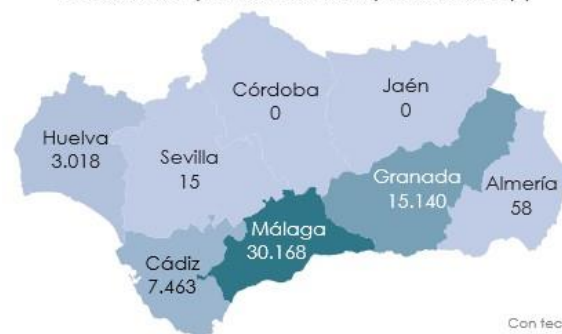 Córdoba
0
Jaén
0
Huelva
3.018
Sevilla
15
Granada
15.140
Almería
58
Málaga
30.168
Cádiz
7.463
Con tec